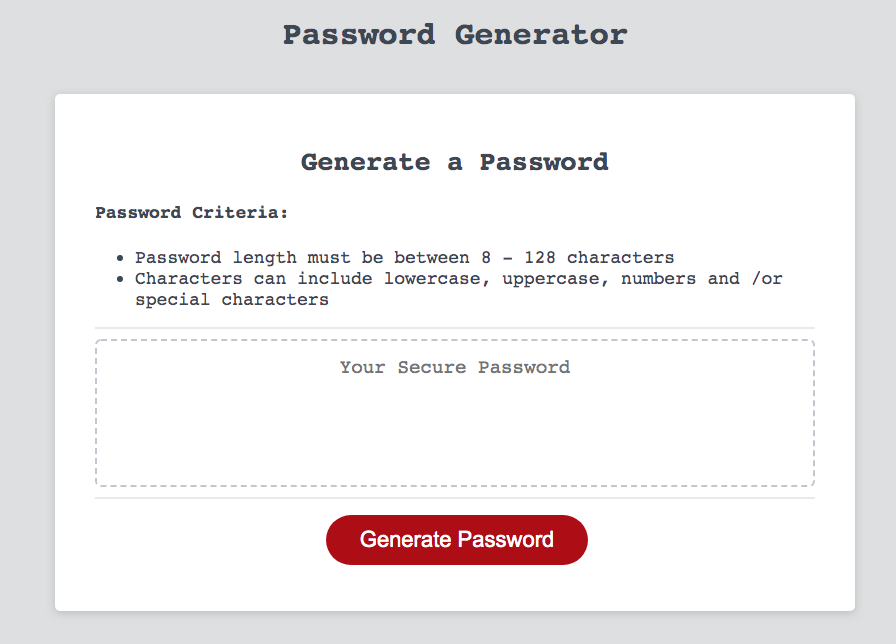 Password Generator
Generate a Password
Password Criteria:
• Password length must be between 8 – 128 characters
• Characters can include lowercase, uppercase, numbers and /or
special characters
Your Secure Password
Generate Password